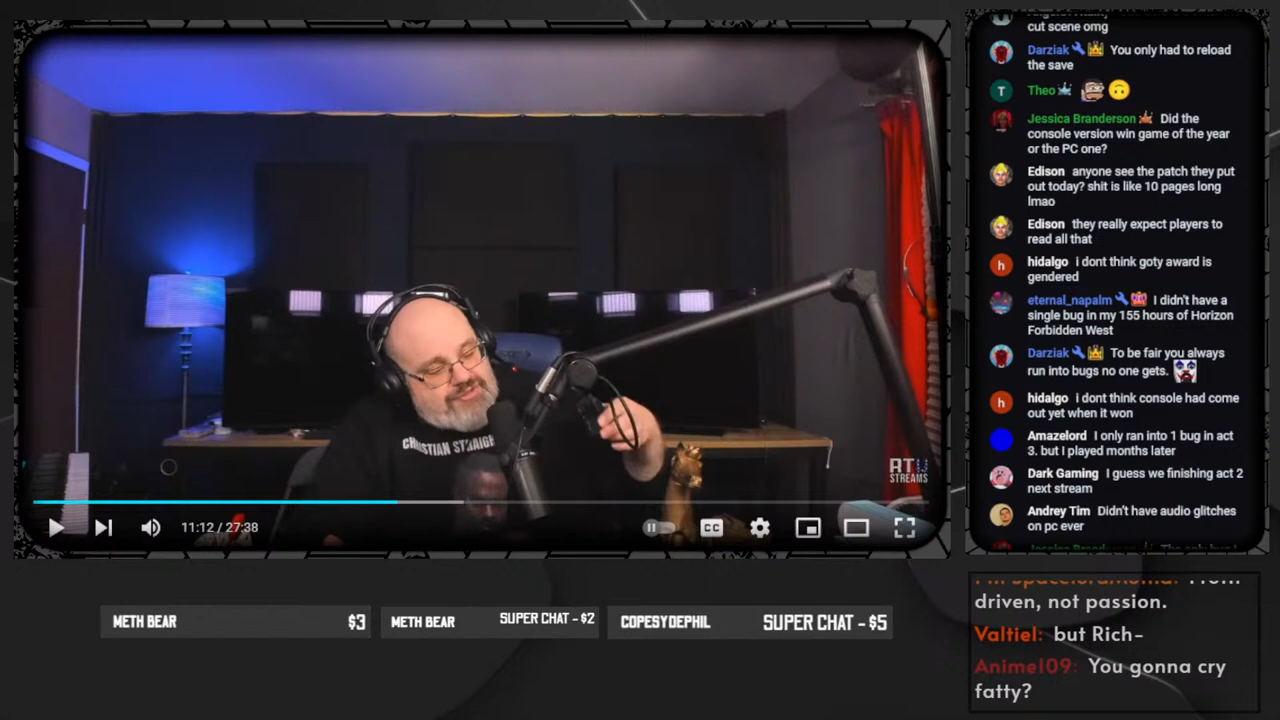 cut scene omg
Darziak You only had to reload
the save
T Theo
Jessica Branderson Did the
console version win game of the year
or the PC one?
Edison anyone see the patch they put
out today? shit is like 10 pages long
lmao
Edison they really expect players to
read all that
h hidalgo i dont think goty award is
gendered
eternal_napalm I didn't have a
single bug in my 155 hours of Horizon
Forbidden West
Darziak To be fair you always
run into bugs no one gets.
h hidalgo i dont think console had come
out yet when it won
Amazelord I only ran into 1 bug in act
3. but I played months later
Dark Gaming I guess we finishing act 2
next stream
Andrey Tim Didn't have audio glitches
on pc ever
CHRISTIAN STRAIGH
RTU
STREAMS
11:12 / 27:38
CC
METH BEAR $3
METH BEAR SUPER CHAT - $2
COPESYDEPHIL SUPER CHAT - $5
driven, not passion.
Valtiel: but Rich-
Animel09: You gonna cry
fatty?